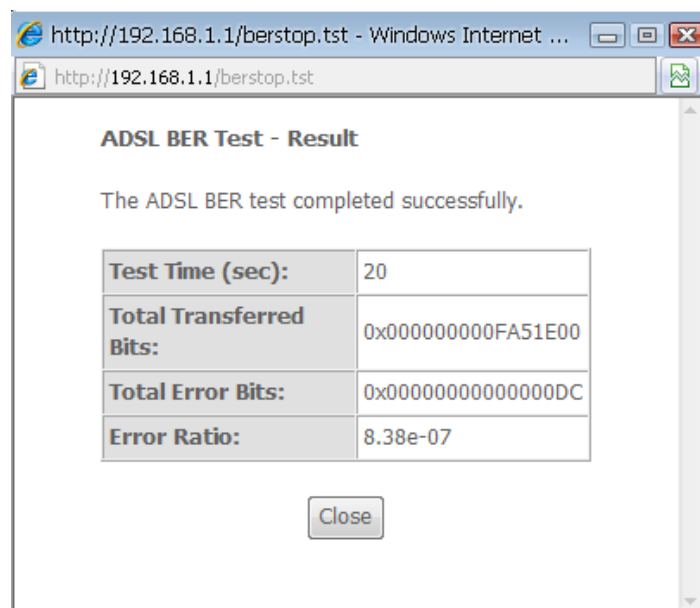 http://192.168.1.1/berstop.tst - Windows Internet ...
http://192.168.1.1/berstop.tst
ADSL BER Test - Result
The ADSL BER test completed successfully.
Test Time (sec): 20
Total Transferred
Bits: 0x000000000FA51E00
Total Error Bits: 0x00000000000000DC
Error Ratio: 8.38e-07
Close